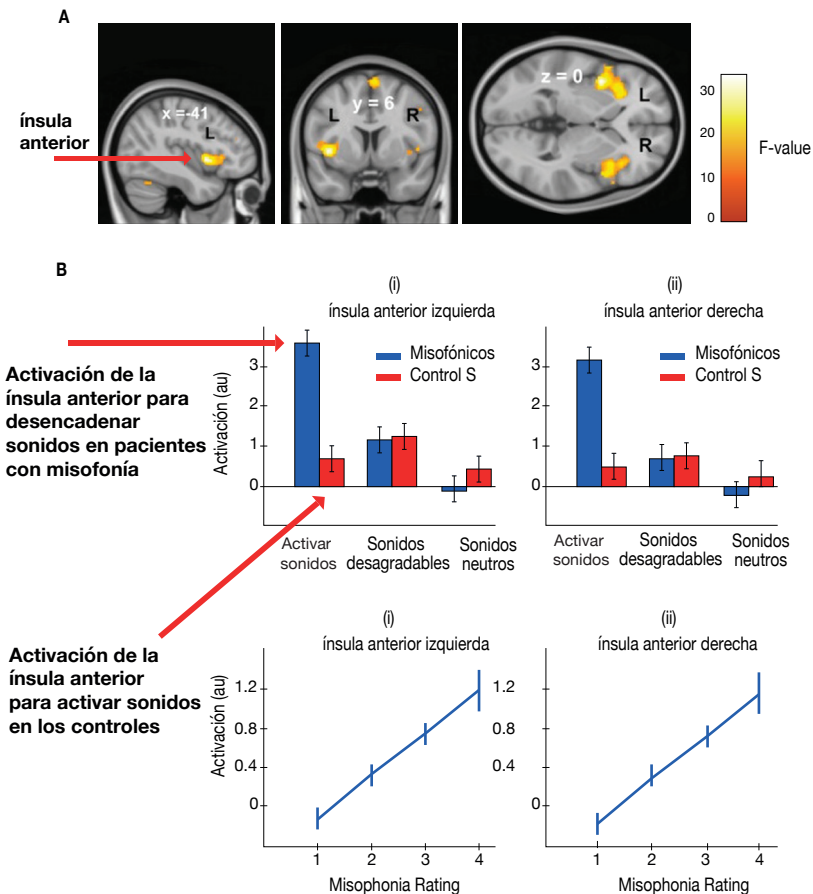 A
ínsula
anterior
x =-41
L
L
y = 6
R
z = 0
L
R
30
20
10
0
F-value
B
(i)
ínsula anterior izquierda
Activación (au)
3
2
1
0
Misofónicos
Control S
Activar
sonidos
Sonidos
desagradables
Sonidos
neutros
(ii)
ínsula anterior derecha
3
2
1
0
Misofónicos
Control S
Activar
sonidos
Sonidos
desagradables
Sonidos
neutros
Activación de la
ínsula anterior para
desencadenar
sonidos en pacientes
con misofonía
Activación de la
ínsula anterior
para activar sonidos
en los controles
(i)
ínsula anterior izquierda
Activación (au)
1.2
0.8
0.4
0
1 2 3 4
Misophonia Rating
(ii)
ínsula anterior derecha
1.2
0.8
0.4
0
1 2 3 4
Misophonia Rating